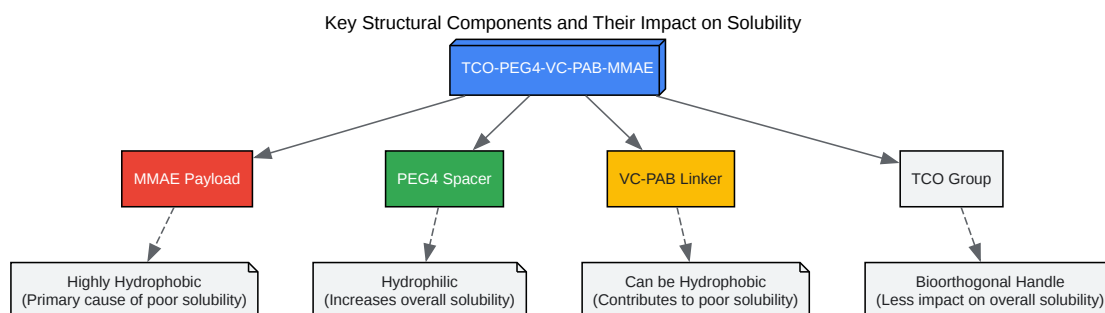 Key Structural Components and Their Impact on Solubility
TCO-PEG4-VC-PAB-MMAE
MMAE Payload
PEG4 Spacer
VC-PAB Linker
TCO Group
Highly Hydrophobic
(Primary cause of poor solubility)
Hydrophilic
(Increases overall solubility)
Can be Hydrophobic
(Contributes to poor solubility)
Bioorthogonal Handle
(Less impact on overall solubility)